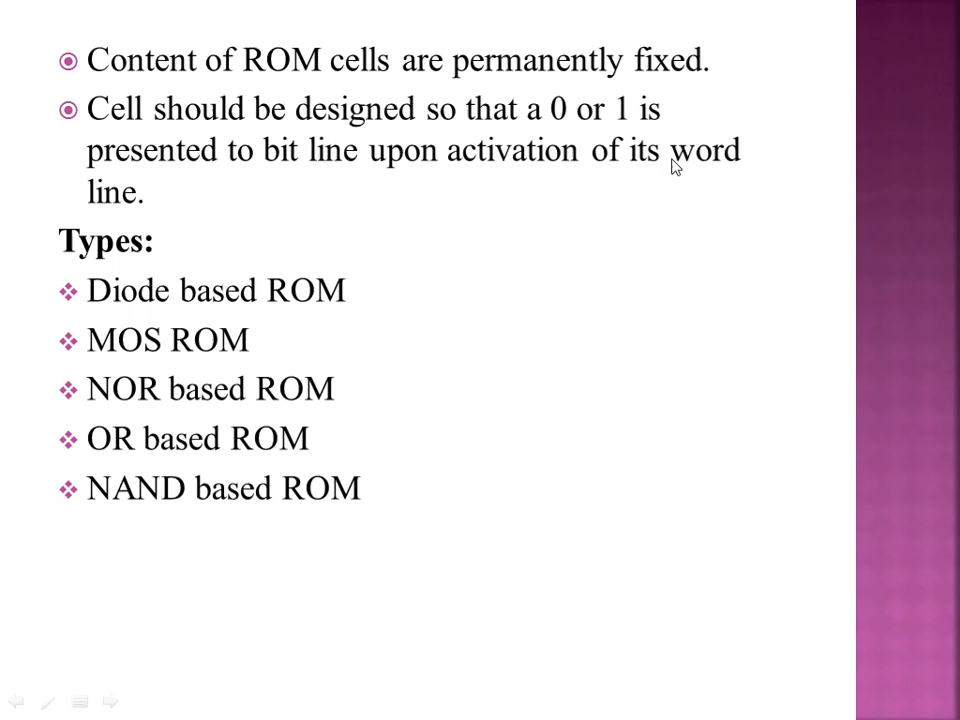 Content of ROM cells are permanently fixed.
Cell should be designed so that a 0 or 1 is
presented to bit line upon activation of its word
line.
Types:
Diode based ROM
MOS ROM
NOR based ROM
OR based ROM
NAND based ROM